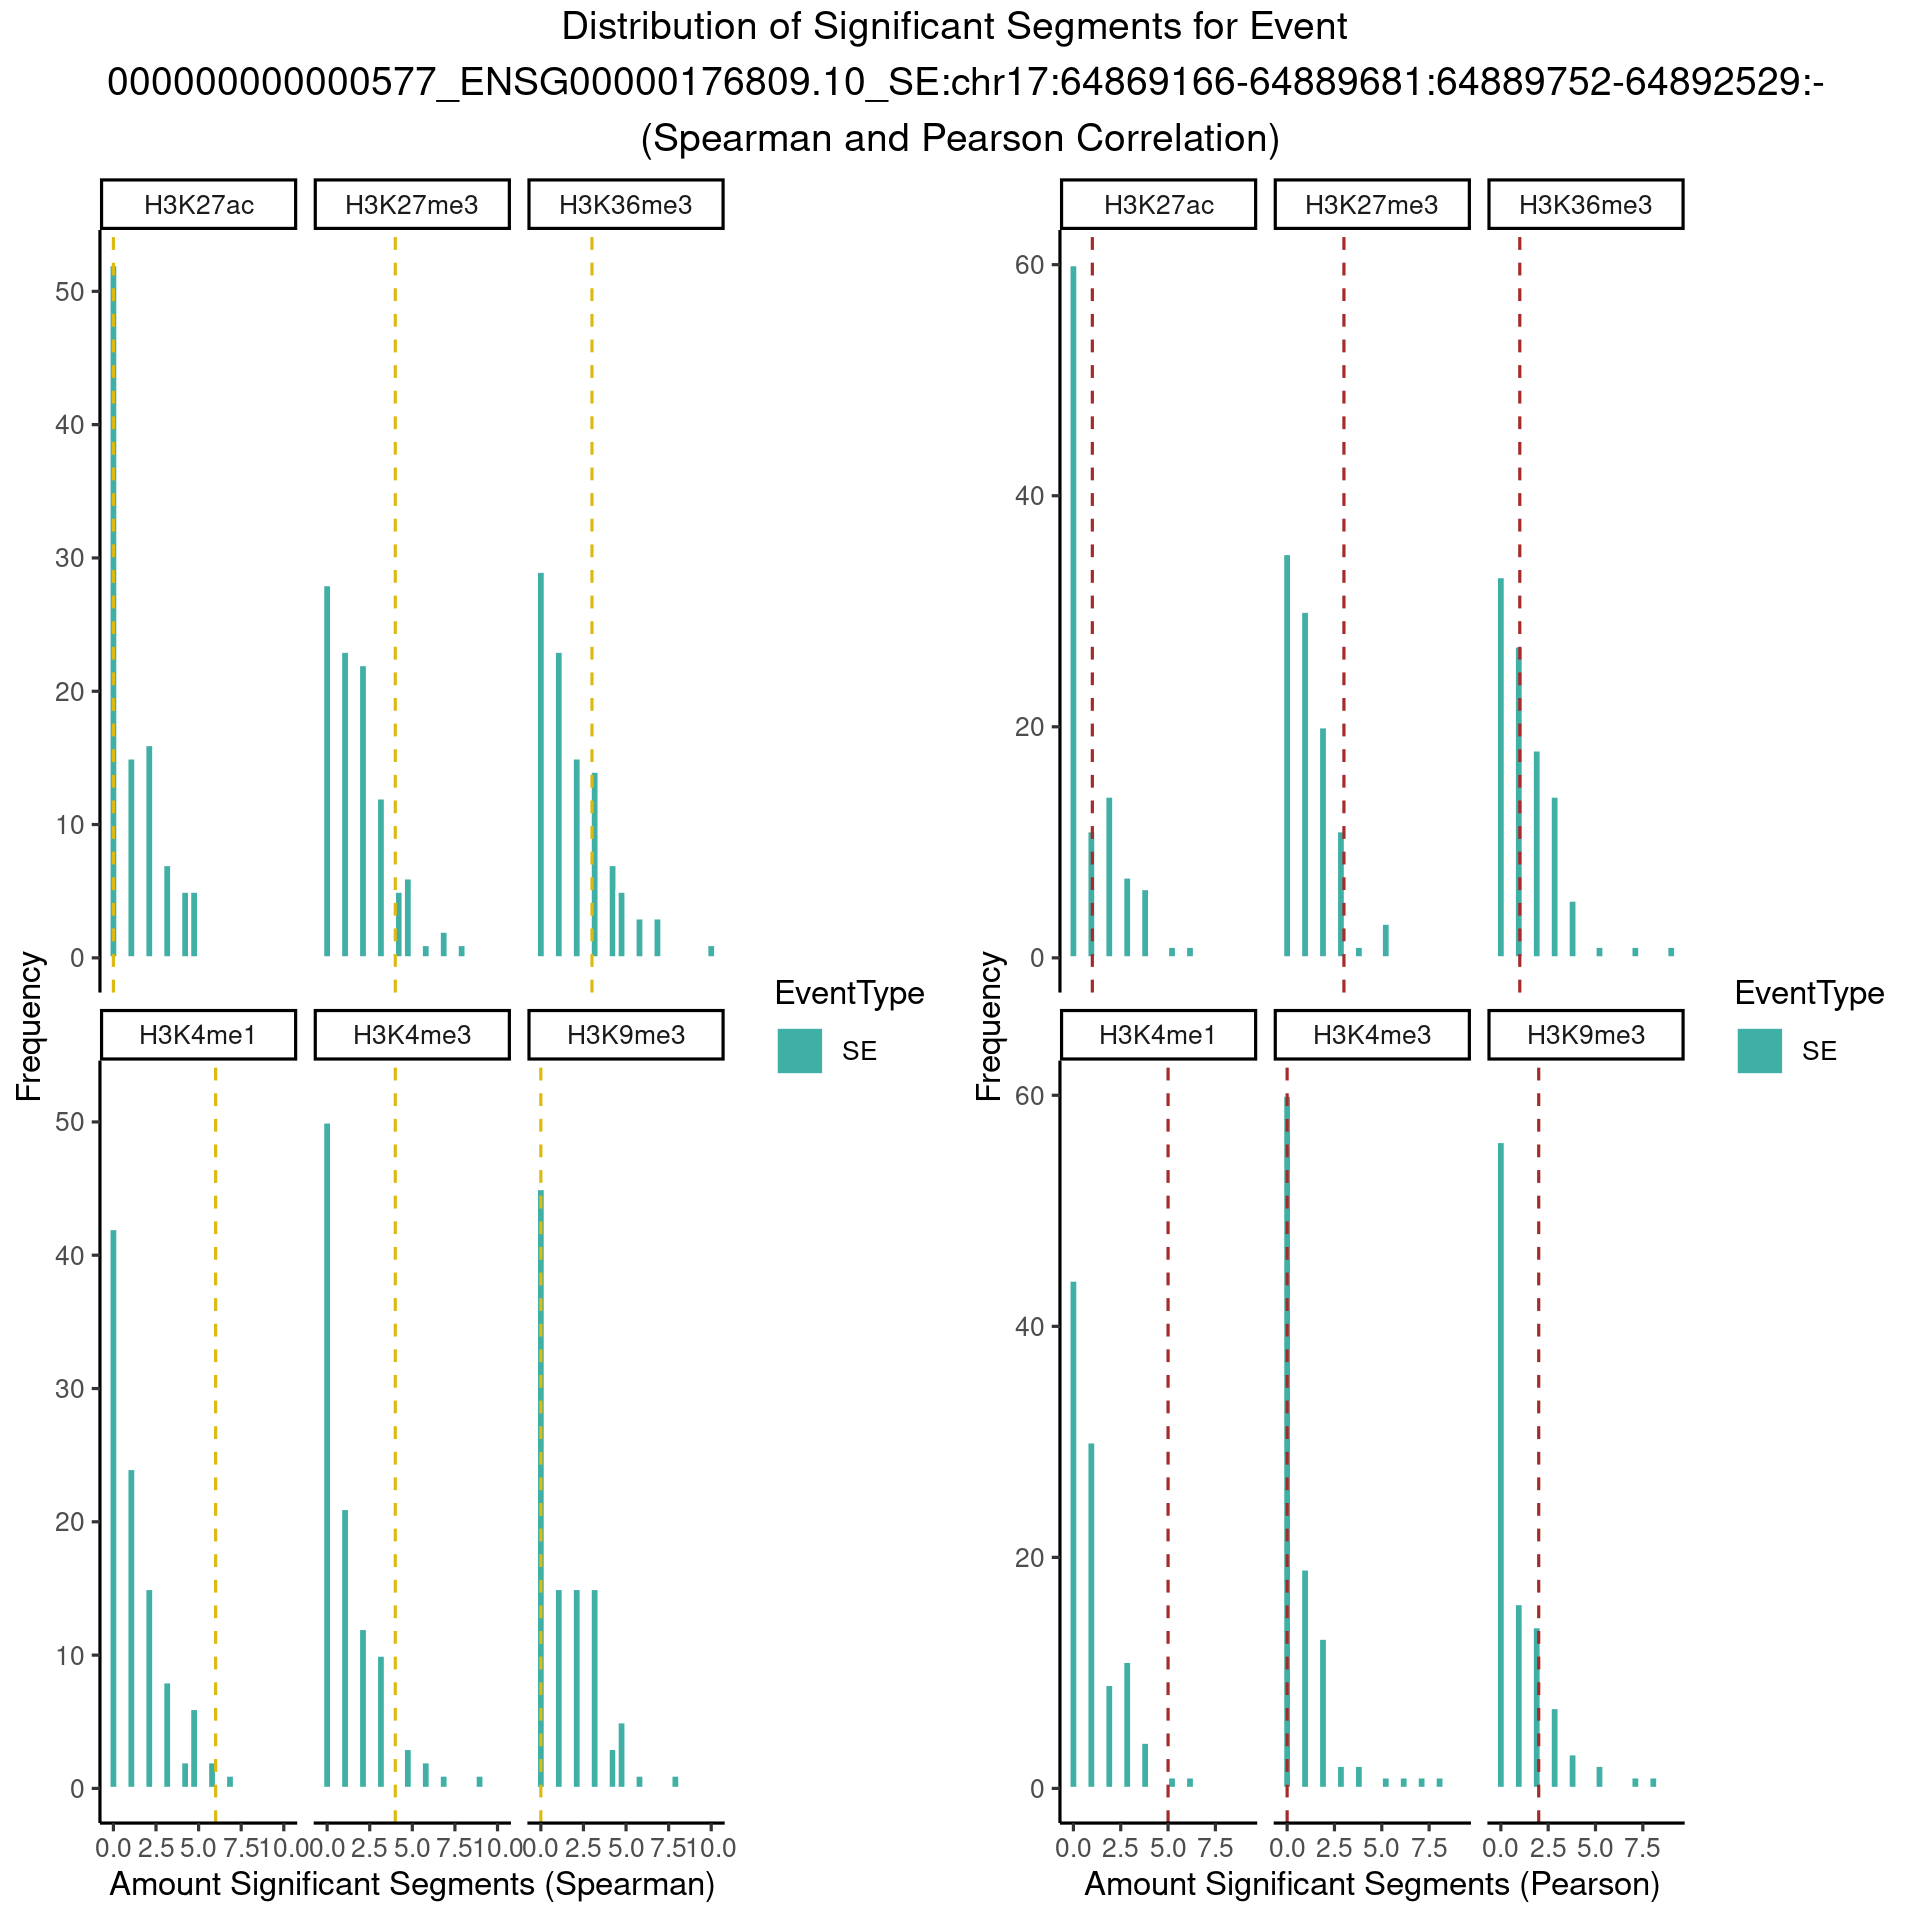 Distribution of Significant Segments for Event
000000000000577_ENSG00000176809.10_SE:chr17:64869166-64889681:64889752-64892529:-
(Spearman and Pearson Correlation)
H3K27ac H3K27me3 H3K36me3
50
40
30
20
10
0
H3K4me1 H3K4me3 H3K9me3
50
40
30
20
10
0
0.0 2.5 5.0 7.5 10.0 0.0 2.5 5.0 7.5 10.0 0.0 2.5 5.0 7.5 10.0
Amount Significant Segments (Spearman)
Frequency
EventType
SE
H3K27ac H3K27me3 H3K36me3
60
40
20
0
H3K4me1 H3K4me3 H3K9me3
60
40
20
0
0.0 2.5 5.0 7.5 0.0 2.5 5.0 7.5 0.0 2.5 5.0 7.5
Amount Significant Segments (Pearson)
Frequency
EventType
SE